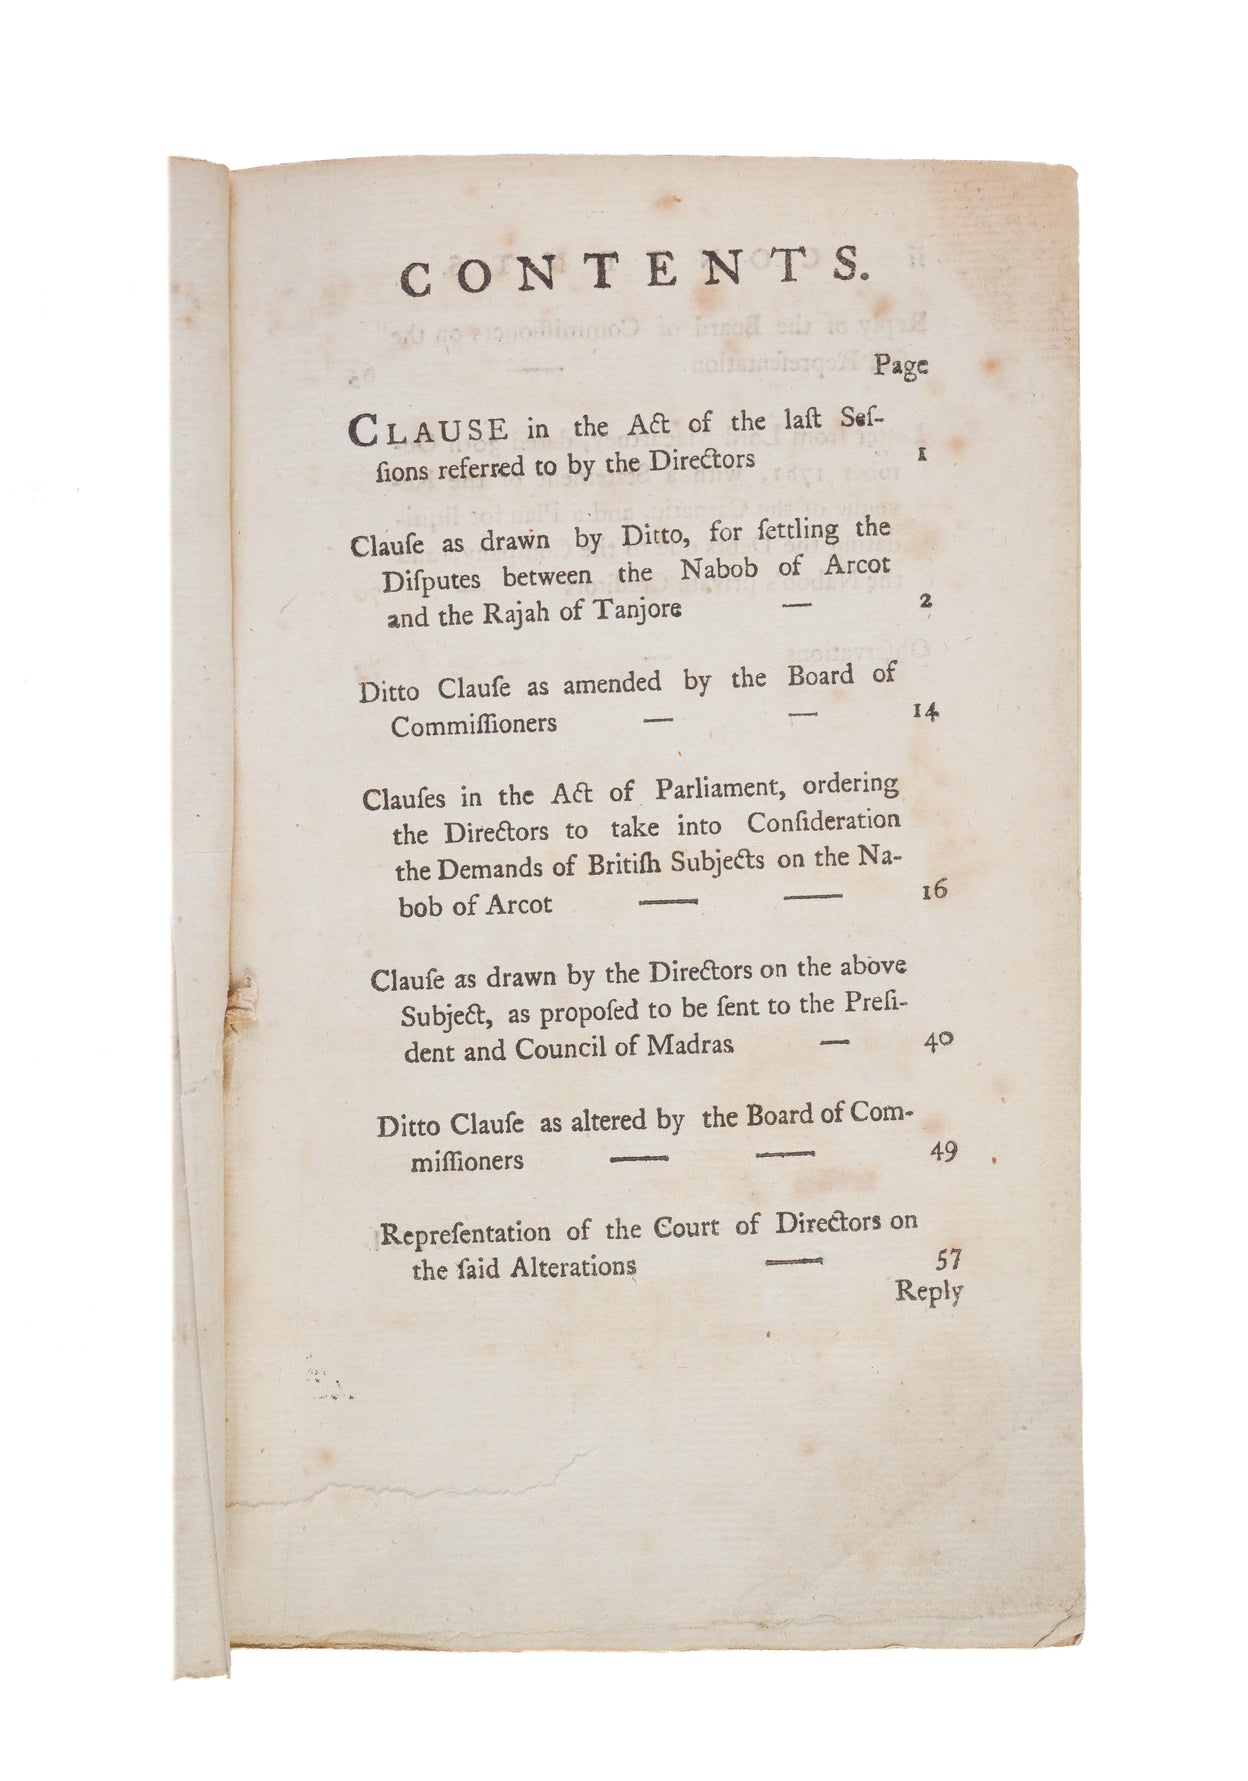 CONTENTS.
Page
CLAUSE in the Act of the laſt Seſ-
ſions referred to by the Directors 1
Clauſe as drawn by Ditto, for ſettling the
Diſputes between the Nabob of Arcot
and the Rajah of Tanjore — 2
Ditto Clauſe as amended by the Board of
Commiſſioners — — 14
Clauſes in the Act of Parliament, ordering
the Directors to take into Conſideration
the Demands of Britiſh Subjects on the Na-
bob of Arcot — — 16
Clauſe as drawn by the Directors on the above
Subject, as propoſed to be ſent to the Preſi-
dent and Council of Madras — 40
Ditto Clauſe as altered by the Board of Com-
miſſioners — — 49
Repreſentation of the Court of Directors on
the ſaid Alterations — 57
Reply